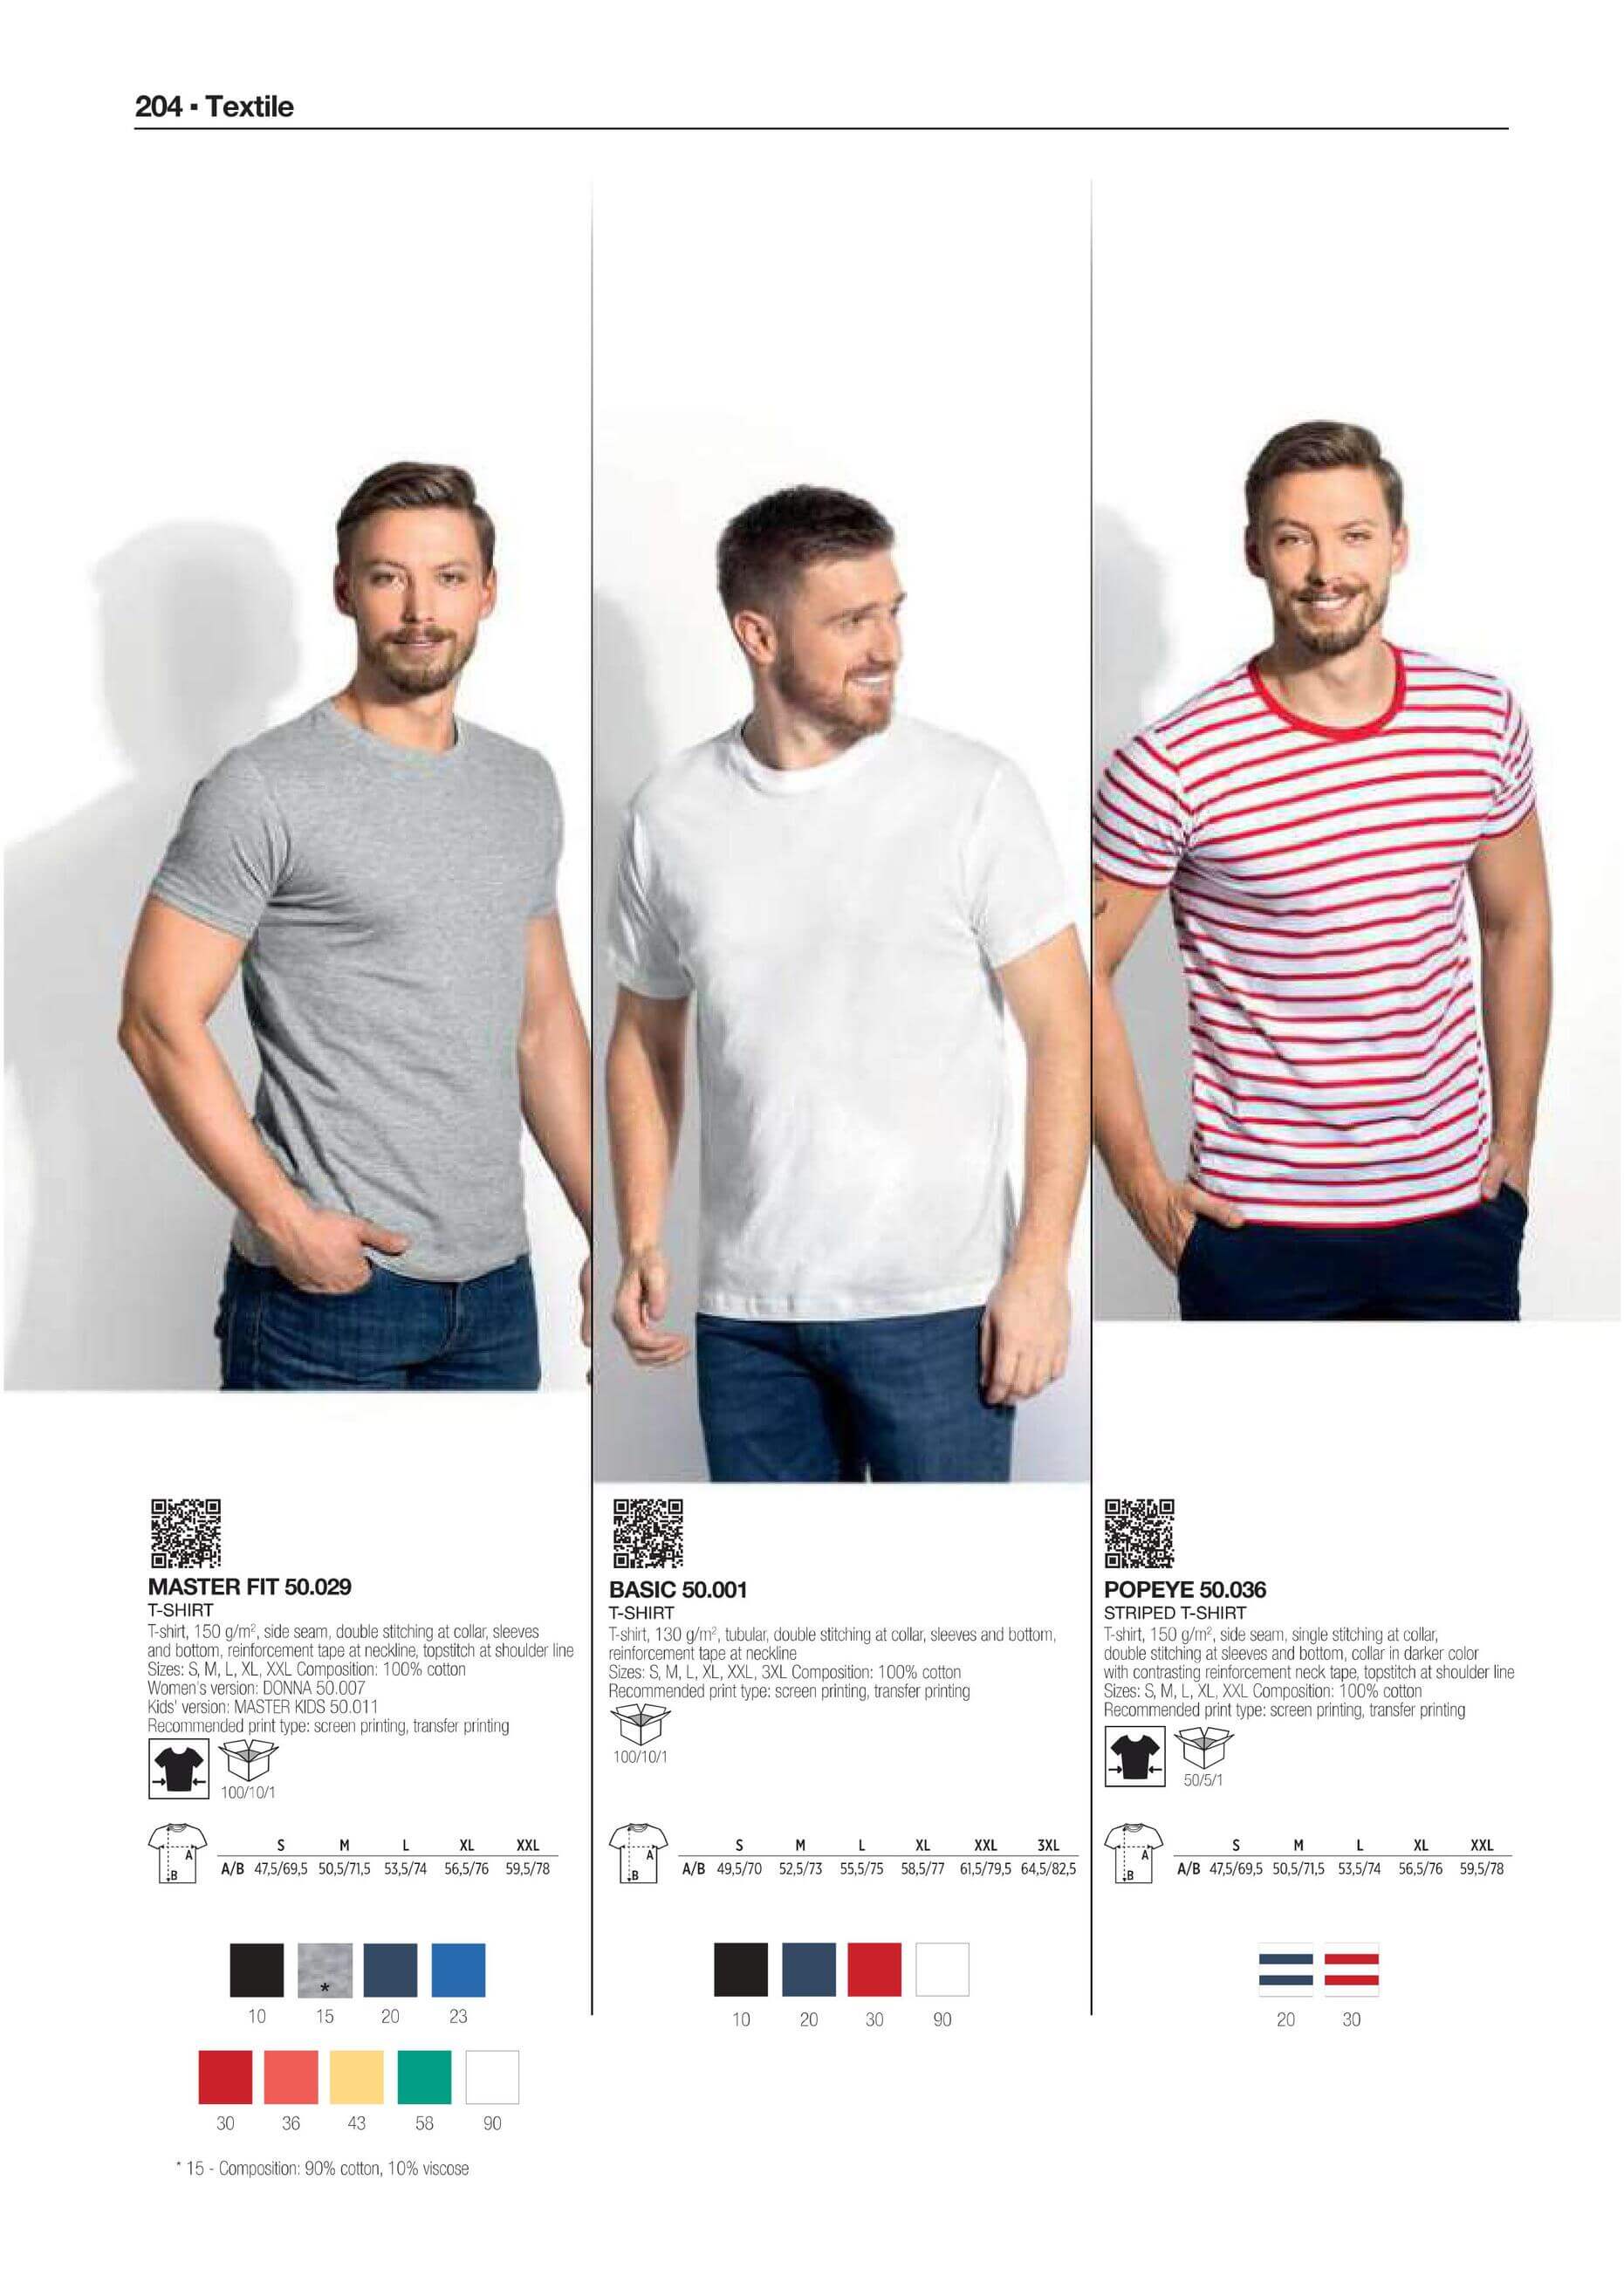 204 ▪ Textile
MASTER FIT 50.029
T-SHIRT
T-shirt, 150 g/m², side seam, double stitching at collar, sleeves
and bottom, reinforcement tape at neckline, topstitch at shoulder line
Sizes: S, M, L, XL, XXL Composition: 100% cotton
Women's version: DONNA 50.007
Kids' version: MASTER KIDS 50.011
Recommended print type: screen printing, transfer printing
100/10/1
A
B
S M L XL XXL
A/B 47,5/69,5 50,5/71,5 53,5/74 56,5/76 59,5/78
*
10 15 20 23
30 36 43 58 90
* 15 - Composition: 90% cotton, 10% viscose
BASIC 50.001
T-SHIRT
T-shirt, 130 g/m², tubular, double stitching at collar, sleeves and bottom,
reinforcement tape at neckline
Sizes: S, M, L, XL, XXL, 3XL Composition: 100% cotton
Recommended print type: screen printing, transfer printing
100/10/1
A
B
S M L XL XXL 3XL
A/B 49,5/70 52,5/73 55,5/75 58,5/77 61,5/79,5 64,5/82,5
10 20 30 90
POPEYE 50.036
STRIPED T-SHIRT
T-shirt, 150 g/m², side seam, single stitching at collar,
double stitching at sleeves and bottom, collar in darker color
with contrasting reinforcement neck tape, topstitch at shoulder line
Sizes: S, M, L, XL, XXL Composition: 100% cotton
Recommended print type: screen printing, transfer printing
50/5/1
A
B
S M L XL XXL
A/B 47,5/69,5 50,5/71,5 53,5/74 56,5/76 59,5/78
20 30